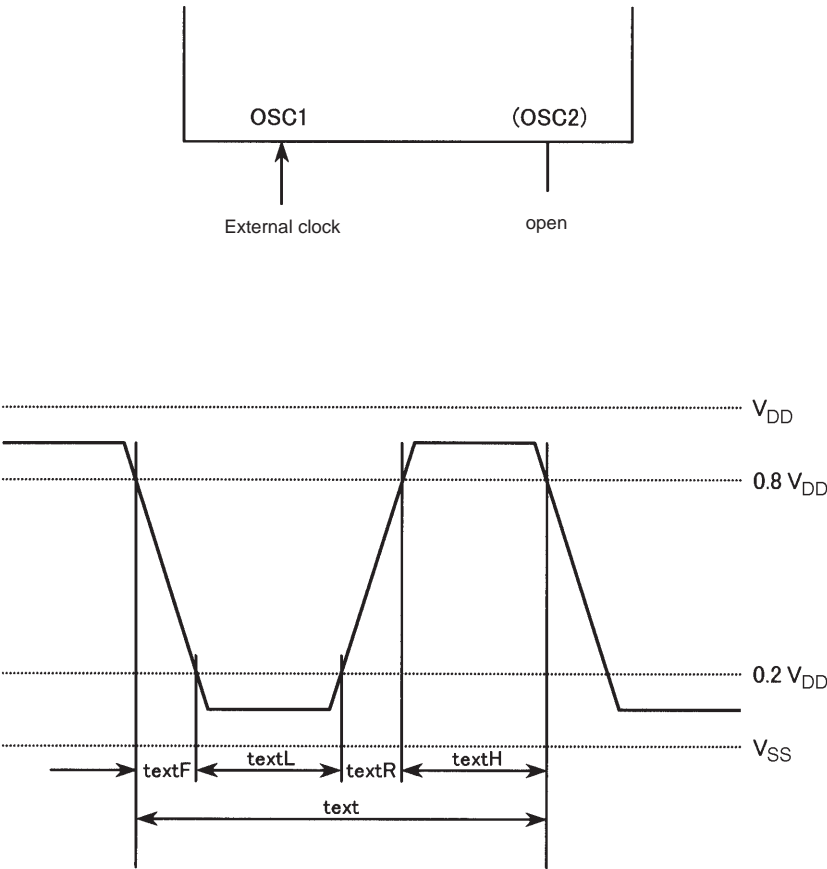 OSC1 (OSC2)
External clock open
VDD
0.8 VDD
0.2 VDD
VSS
textF textL textR textH
text